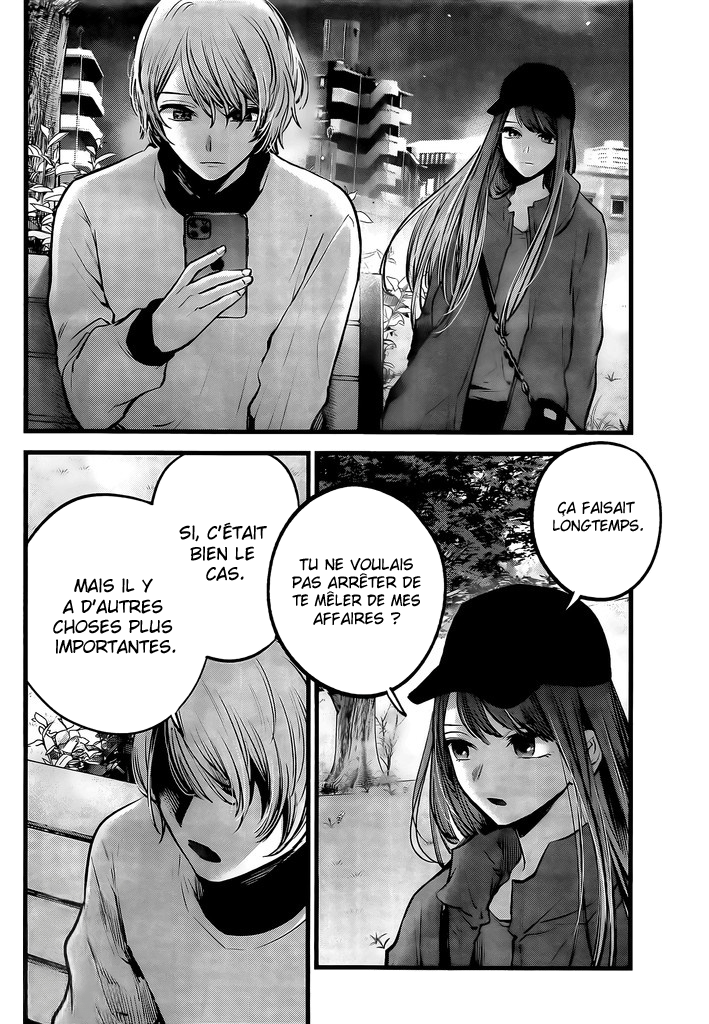 ÇA FAISAIT
LONGTEMPS.
TU NE VOULAIS
PAS ARRÊTER DE
TE MÊLER DE MES
AFFAIRES ?
SI, C'ÉTAIT
BIEN LE
CAS.
MAIS IL Y
A D'AUTRES
CHOSES PLUS
IMPORTANTES.